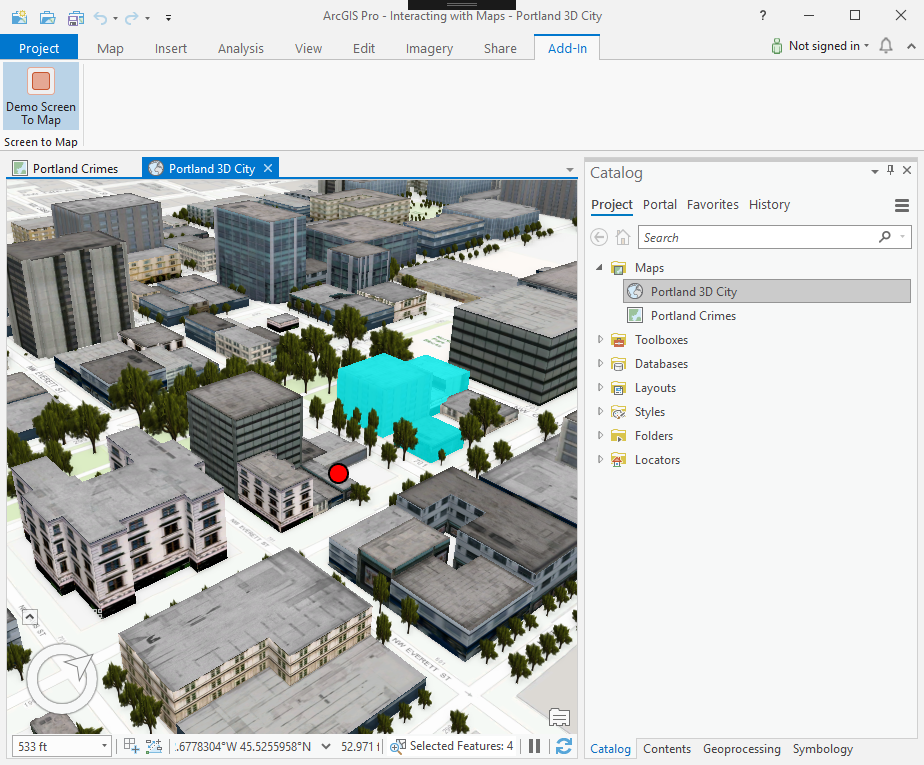 ArcGIS Pro - Interacting with Maps - Portland 3D City
?
Project Map Insert Analysis View Edit Imagery Share Add-In
Not signed in
Demo Screen
To Map
Screen to Map
Portland Crimes
Portland 3D City
Catalog
Project Portal Favorites History
Search
Maps
Portland 3D City
Portland Crimes
Toolboxes
Databases
Layouts
Styles
Folders
Locators
NW EVERETT ST
NW EVERETT ST
533 ft
.6778304°W 45.5255958°N
52.971 f
Selected Features: 4
Catalog Contents Geoprocessing Symbology